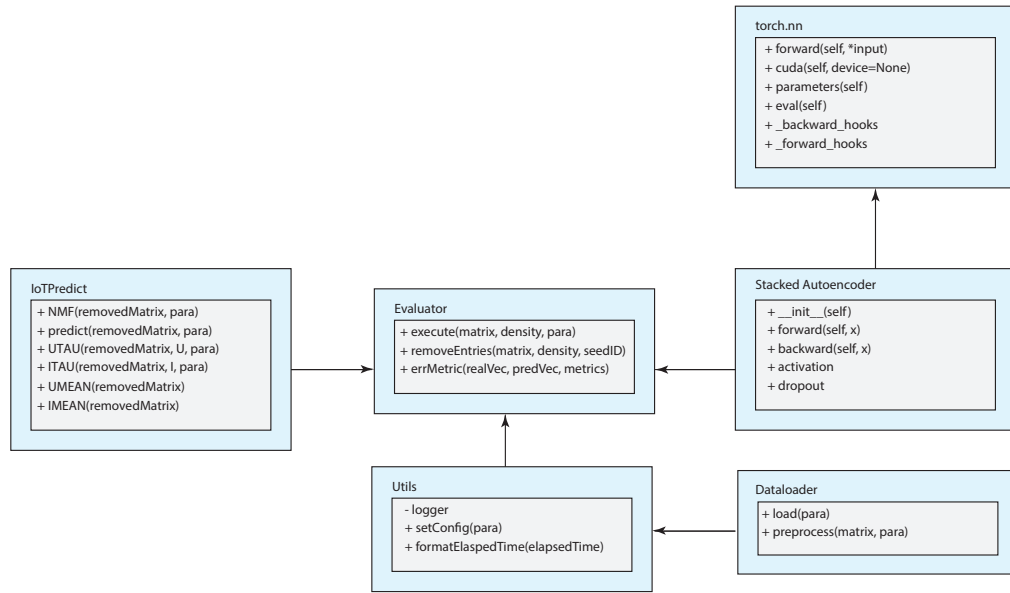 torch.nn
+ forward(self, *input)
+ cuda(self, device=None)
+ parameters(self)
+ eval(self)
+ _backward_hooks
+ _forward_hooks
IoTPredict
+ NMF(removedMatrix, para)
+ predict(removedMatrix, para)
+ UTAU(removedMatrix, U, para)
+ ITAU(removedMatrix, I, para)
+ UMEAN(removedMatrix)
+ IMEAN(removedMatrix)
Evaluator
+ execute(matrix, density, para)
+ removeEntries(matrix, density, seedID)
+ errMetric(realVec, predVec, metrics)
Stacked Autoencoder
+ __init__(self)
+ forward(self, x)
+ backward(self, x)
+ activation
+ dropout
Utils
- logger
+ setConfig(para)
+ formatElaspedTime(elapsedTime)
Dataloader
+ load(para)
+ preprocess(matrix, para)